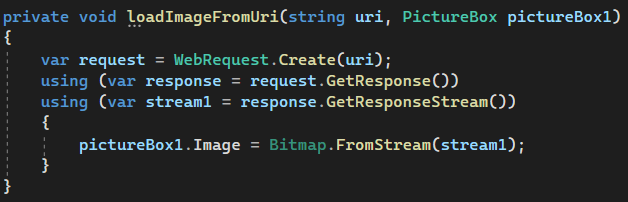 private void loadImageFromUri(string uri, PictureBox pictureBox1)
{
    var request = WebRequest.Create(uri);
    using (var response = request.GetResponse())
    using (var stream1 = response.GetResponseStream())
    {
        pictureBox1.Image = Bitmap.FromStream(stream1);
    }
}